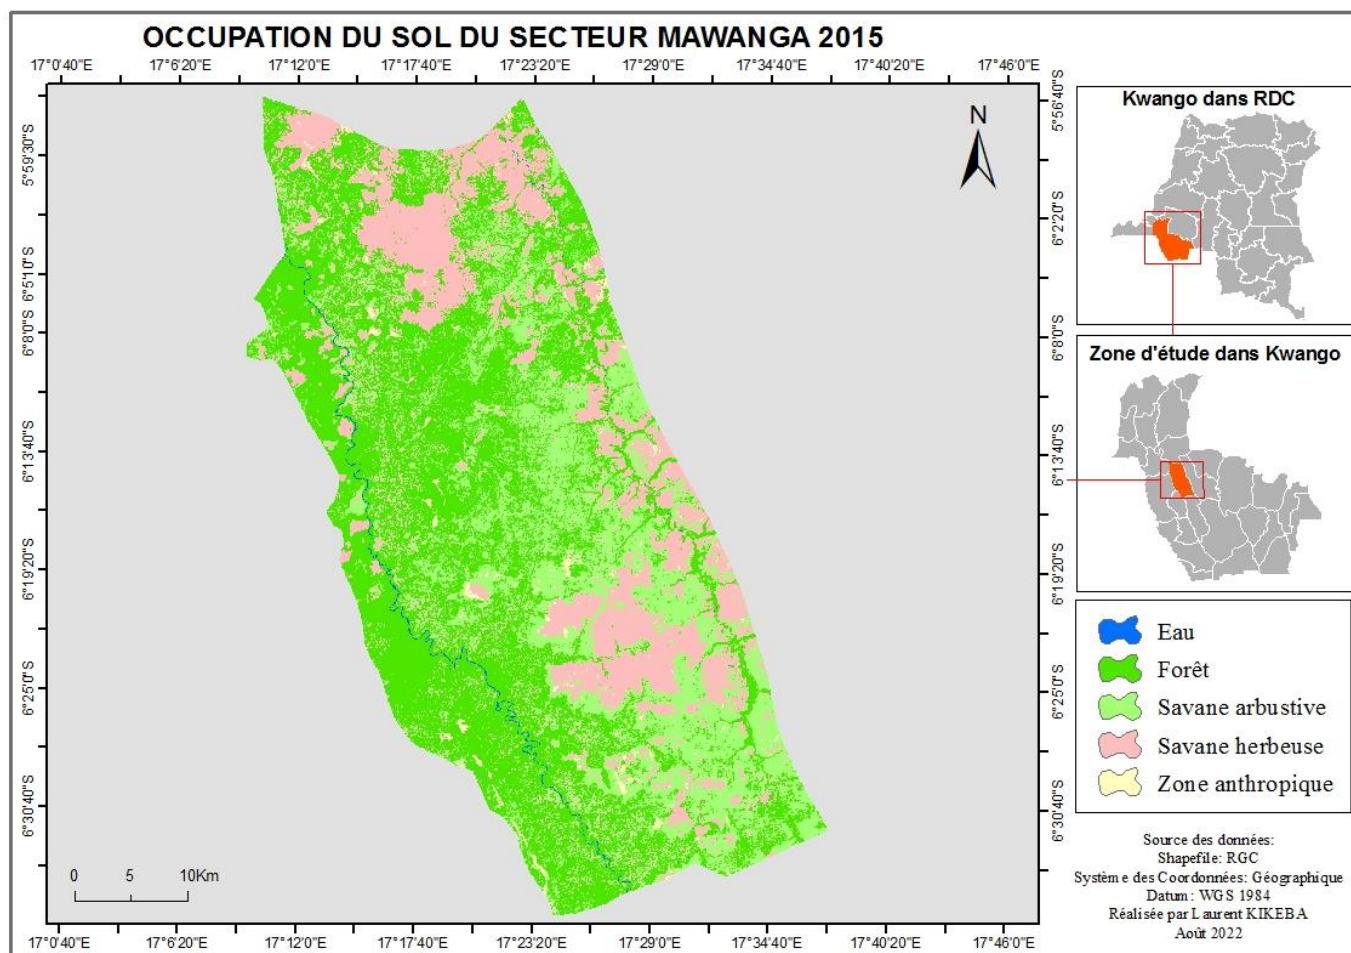 OCCUPATION DU SOL DU SECTEUR MAWANGA 2015
17°0'40"E 17°6'20"E 17°12'0"E 17°17'40"E 17°23'20"E 17°29'0"E 17°34'40"E 17°40'20"E 17°46'0"E
5°59'30"S
6°5'10"S
6°8'0"S
6°13'40"S
6°19'20"S
6°25'0"S
6°30'40"S
N
0 5 10Km
5°56'40"S
6°2'20"S
6°8'0"S
6°13'40"S
6°19'20"S
6°25'0"S
6°30'40"S
17°0'40"E 17°6'20"E 17°12'0"E 17°17'40"E 17°23'20"E 17°29'0"E 17°34'40"E 17°40'20"E 17°46'0"E
Kwango dans RDC
Zone d'étude dans Kwango
Eau
Forêt
Savane arbustive
Savane herbeuse
Zone anthropique
Source des données:
Shapefile: RGC
Système des Coordonnées: Géographique
Datum: WGS 1984
Réalisée par Laurent KIKEBA
Août 2022